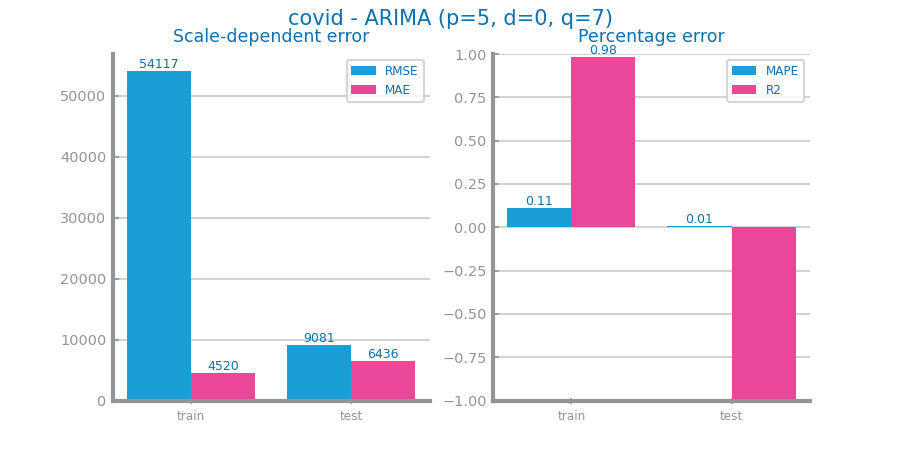 covid - ARIMA (p=5, d=0, q=7)
Scale-dependent error
54117
4520
9081
6436
RMSE
MAE
50000
40000
30000
20000
10000
0
train
test
Percentage error
0.11
0.98
0.01
MAPE
R2
1.00
0.75
0.50
0.25
0.00
−0.25
−0.50
−0.75
−1.00
train
test